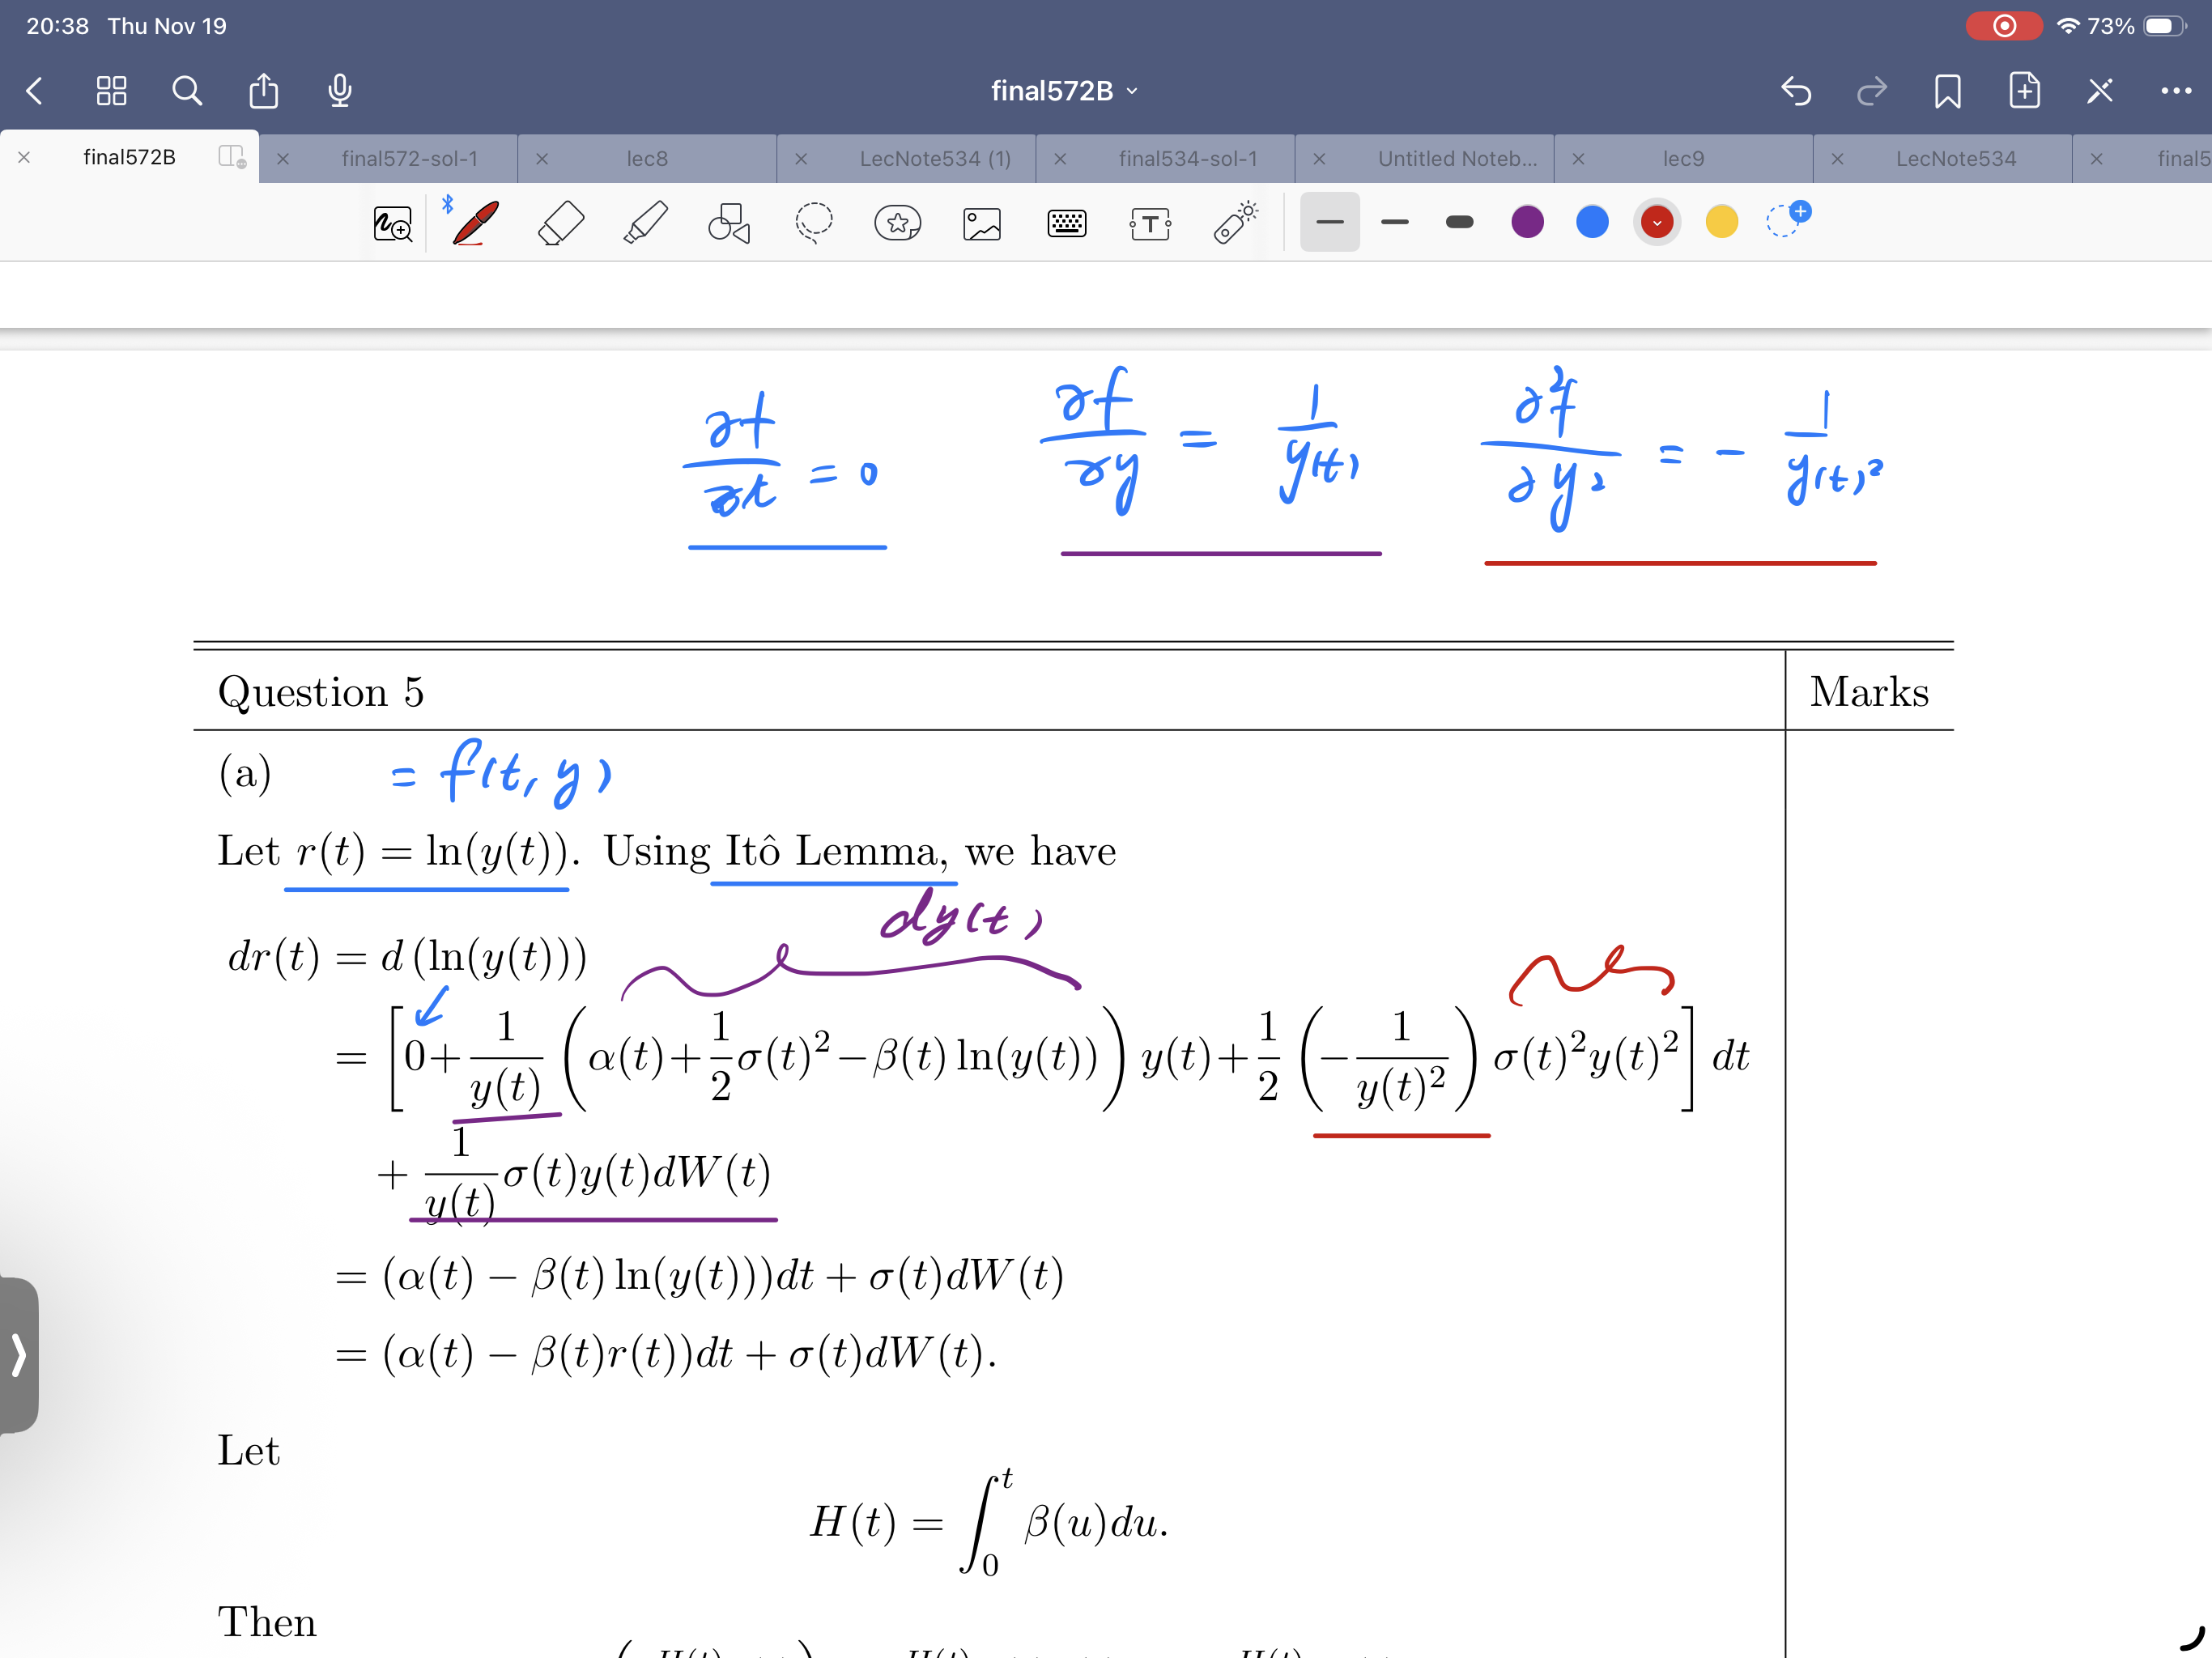 20:38 Thu Nov 19 73%
final572B
final572B final572-sol-1 lec8 LecNote534 (1) final534-sol-1 Untitled Noteb... lec9 LecNote534 final5
∂f/∂t = 0   ∂f/∂y = 1/y(t)   ∂²f/∂y² = − 1/y(t)²
Question 5 Marks
(a) = f(t, y)
Let r(t) = ln(y(t)). Using Itô Lemma, we have
dy(t)
dr(t) = d (ln(y(t)))
= [0 + 1/y(t) (α(t) + 1/2 σ(t)² − β(t) ln(y(t))) y(t) + 1/2 (− 1/y(t)²) σ(t)²y(t)²] dt
+ 1/y(t) σ(t)y(t)dW(t)
= (α(t) − β(t) ln(y(t)))dt + σ(t)dW(t)
= (α(t) − β(t)r(t))dt + σ(t)dW(t).
Let
H(t) = ∫₀ᵗ β(u)du.
Then